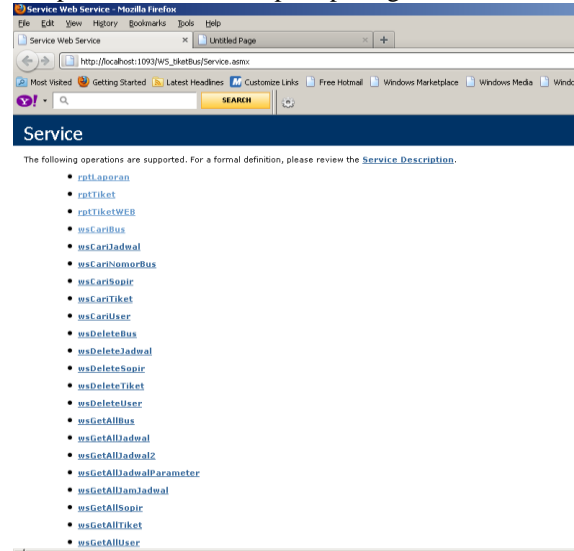 Service Web Service - Mozilla Firefox
File Edit View History Bookmarks Tools Help
Service Web Service × Untitled Page × +
http://localhost:1093/WS_tiketBus/Service.asmx
Most Visited Getting Started Latest Headlines Customize Links Free Hotmail Windows Marketplace Windows Media
Y! SEARCH
Service
The following operations are supported. For a formal definition, please review the Service Description.
• rptLaporan
• rptTiket
• rptTiketWEB
• wsCariBus
• wsCariJadwal
• wsCariNomorBus
• wsCariSopir
• wsCariTiket
• wsCariUser
• wsDeleteBus
• wsDeleteJadwal
• wsDeleteSopir
• wsDeleteTiket
• wsDeleteUser
• wsGetAllBus
• wsGetAllJadwal
• wsGetAllJadwal2
• wsGetAllJadwalParameter
• wsGetAllJamJadwal
• wsGetAllSopir
• wsGetAllTiket
• wsGetAllUser